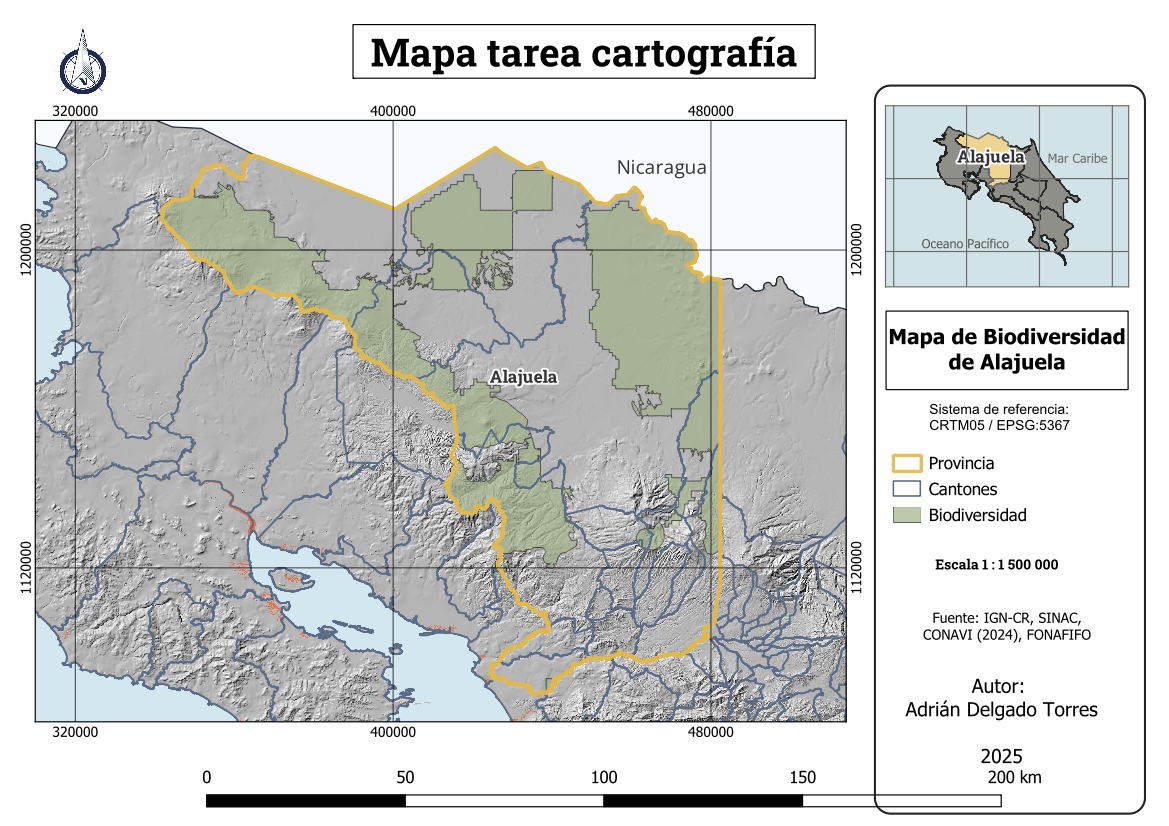 Mapa tarea cartografía
320000
400000
480000
Nicaragua
1200000
1200000
Alajuela
1120000
1120000
320000
400000
480000
0
50
100
150
200 km
Alajuela
Mar Caribe
Oceano Pacífico
Mapa de Biodiversidad
de Alajuela
Sistema de referencia:
CRTM05 / EPSG:5367
Provincia
Cantones
Biodiversidad
Escala 1 : 1 500 000
Fuente: IGN-CR, SINAC,
CONAVI (2024), FONAFIFO
Autor:
Adrián Delgado Torres
2025